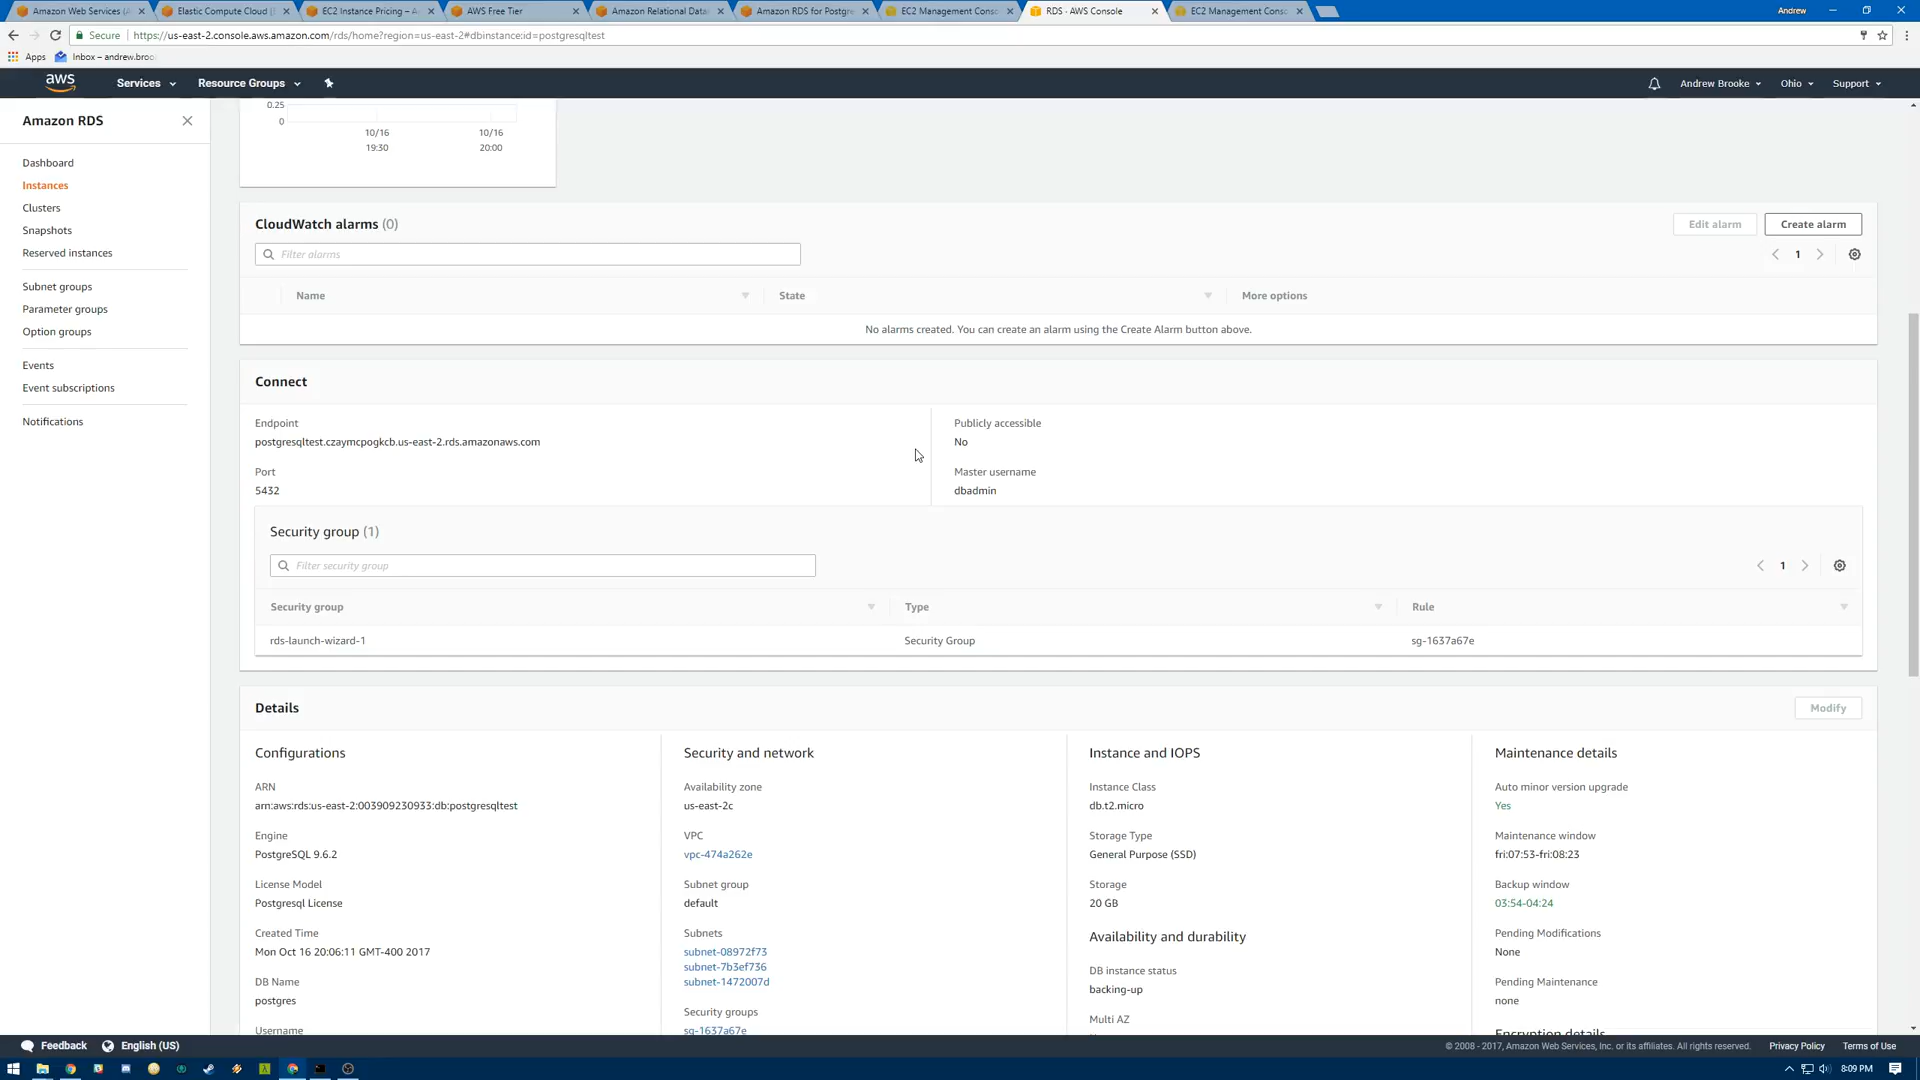 Amazon Web Services (A
Elastic Compute Cloud (
EC2 Instance Pricing – A
AWS Free Tier
Amazon Relational Data
Amazon RDS for Postgre
EC2 Management Conso
RDS · AWS Console
EC2 Management Conso
Andrew
Secure
https://us-east-2.console.aws.amazon.com/rds/home?region=us-east-2#dbinstance:id=postgresqltest
Apps
Inbox – andrew.broo
aws
Services
Resource Groups
Andrew Brooke
Ohio
Support
Amazon RDS
Dashboard
Instances
Clusters
Snapshots
Reserved instances
Subnet groups
Parameter groups
Option groups
Events
Event subscriptions
Notifications
0.25
0
10/16
19:30
10/16
20:00
CloudWatch alarms (0)
Edit alarm
Create alarm
Filter alarms
1
Name
State
More options
No alarms created. You can create an alarm using the Create Alarm button above.
Connect
Endpoint
postgresqltest.czaymcpogkcb.us-east-2.rds.amazonaws.com
Port
5432
Publicly accessible
No
Master username
dbadmin
Security group (1)
Filter security group
1
Security group
Type
Rule
rds-launch-wizard-1
Security Group
sg-1637a67e
Details
Modify
Configurations
ARN
arn:aws:rds:us-east-2:003909230933:db:postgresqltest
Engine
PostgreSQL 9.6.2
License Model
Postgresql License
Created Time
Mon Oct 16 20:06:11 GMT-400 2017
DB Name
postgres
Username
Security and network
Availability zone
us-east-2c
VPC
vpc-474a262e
Subnet group
default
Subnets
subnet-08972f73
subnet-7b3ef736
subnet-1472007d
Security groups
sg-1637a67e
Instance and IOPS
Instance Class
db.t2.micro
Storage Type
General Purpose (SSD)
Storage
20 GB
Availability and durability
DB instance status
backing-up
Multi AZ
Maintenance details
Auto minor version upgrade
Yes
Maintenance window
fri:07:53-fri:08:23
Backup window
03:54-04:24
Pending Modifications
None
Pending Maintenance
none
Encryption details
Feedback
English (US)
© 2008 - 2017, Amazon Web Services, Inc. or its affiliates. All rights reserved.
Privacy Policy
Terms of Use
8:09 PM